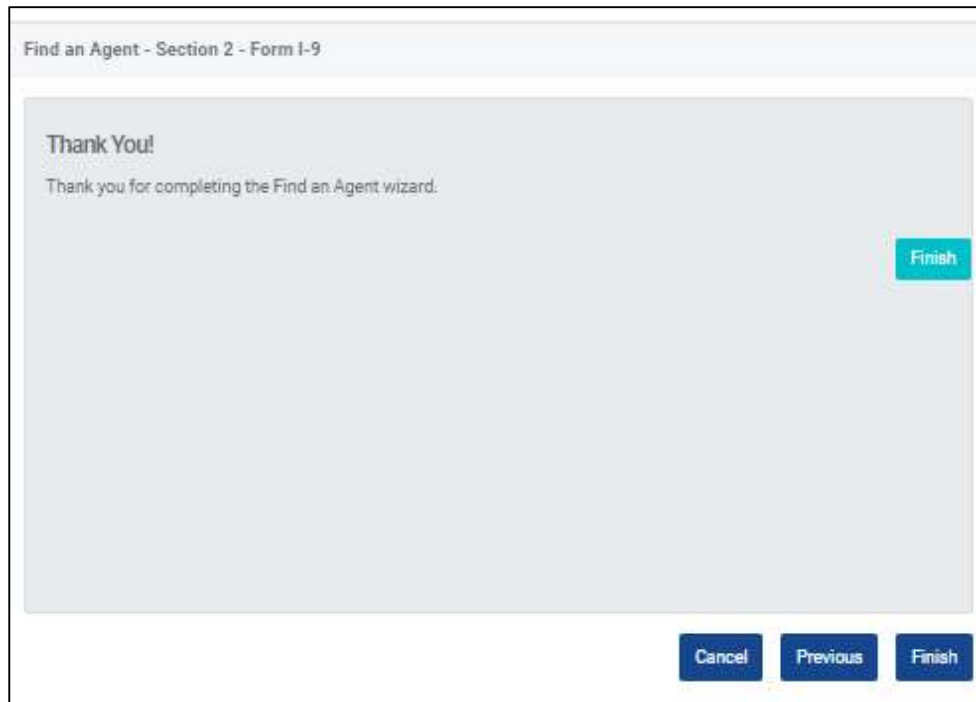 Find an Agent - Section 2 - Form I-9
Thank You!
Thank you for completing the Find an Agent wizard.
Finish
Cancel Previous Finish